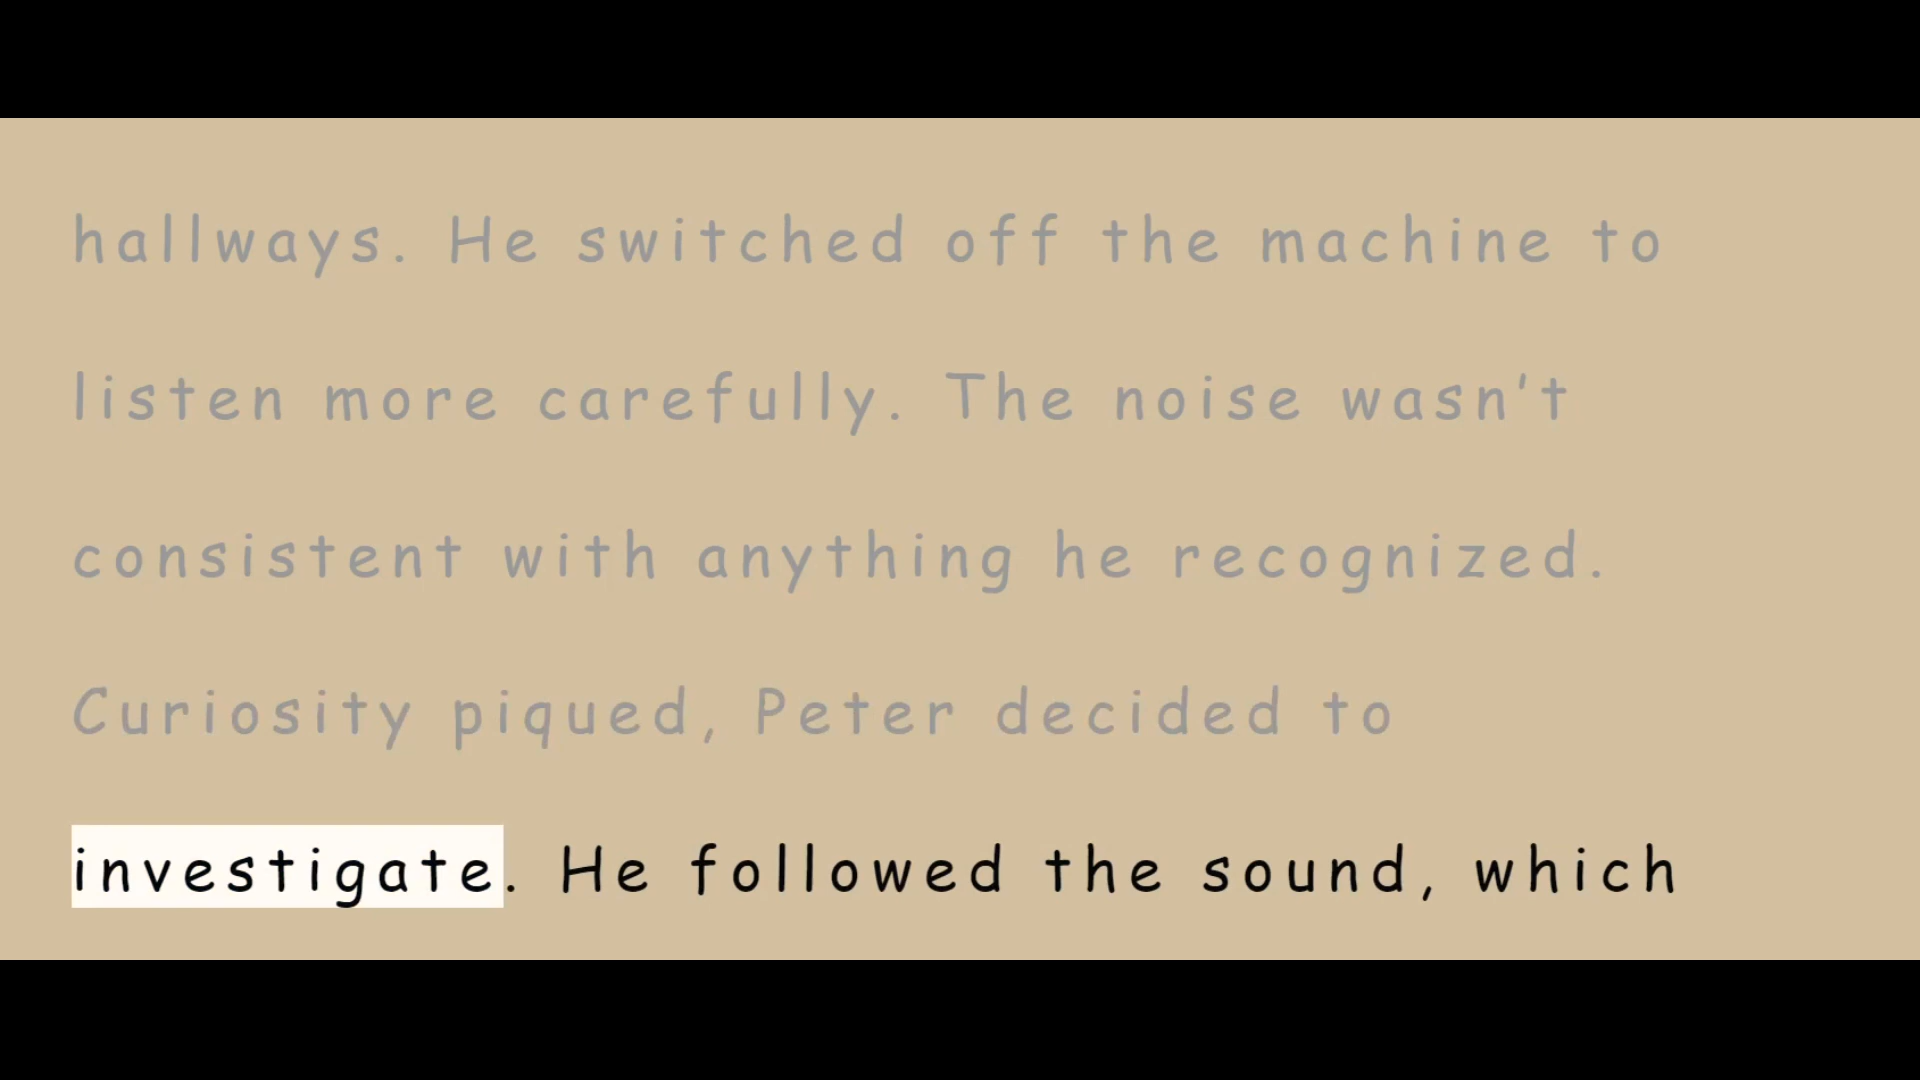 hallways. He switched off the machine to
listen more carefully. The noise wasn't
consistent with anything he recognized.
Curiosity piqued, Peter decided to
investigate. He followed the sound, which